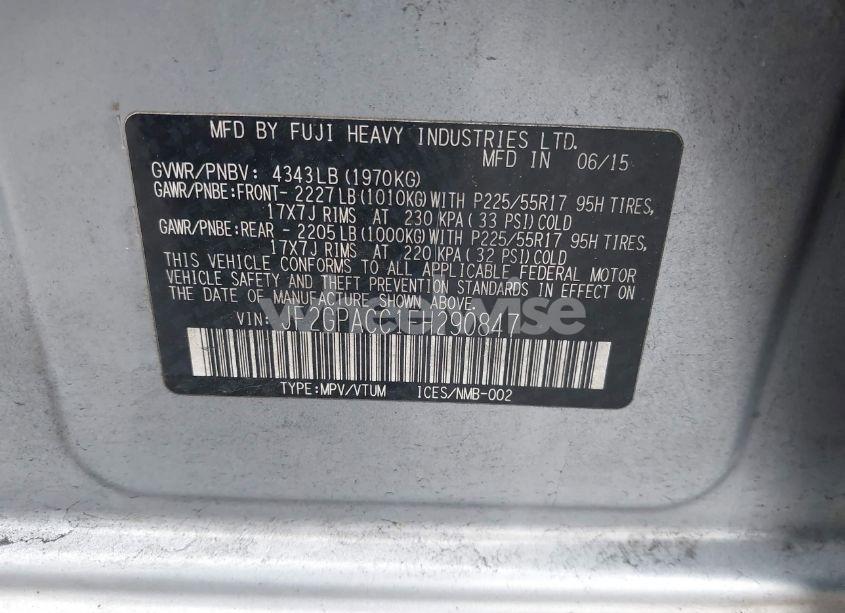 MFD BY FUJI HEAVY INDUSTRIES LTD.
MFD IN 06/15
GVWR/PNBV: 4343LB (1970KG)
GAWR/PNBE:FRONT- 2227LB (1010KG) WITH P225/55R17 95H TIRES,
17X7J RIMS AT 230 KPA (33 PSI) COLD
GAWR/PNBE:REAR - 2205LB (1000KG) WITH P225/55R17 95H TIRES,
17X7J RIMS AT 220 KPA (32 PSI) COLD
THIS VEHICLE CONFORMS TO ALL APPLICABLE FEDERAL MOTOR
VEHICLE SAFETY AND THEFT PREVENTION STANDARDS IN EFFECT ON
THE DATE OF MANUFACTURE SHOWN ABOVE.
VIN:
TYPE:MPV/VTUM ICES/NMB-002